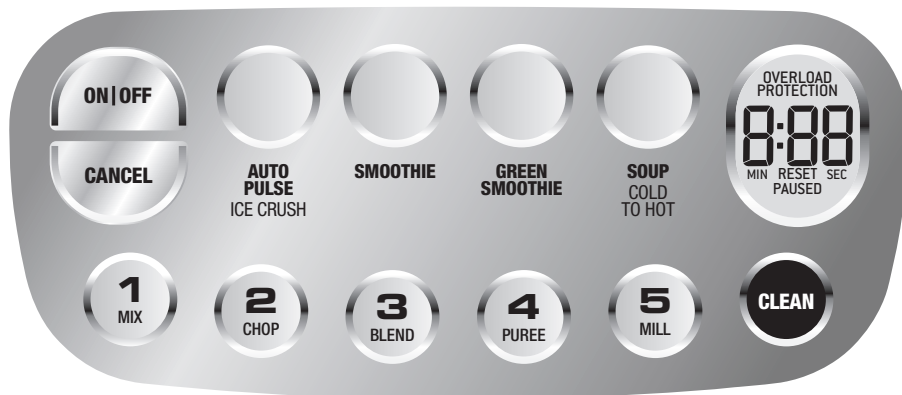 ON|OFF
CANCEL
AUTO
PULSE
ICE CRUSH
SMOOTHIE
GREEN
SMOOTHIE
SOUP
COLD
TO HOT
OVERLOAD
PROTECTION
8:88
MIN RESET SEC
PAUSED
1
MIX
2
CHOP
3
BLEND
4
PUREE
5
MILL
CLEAN